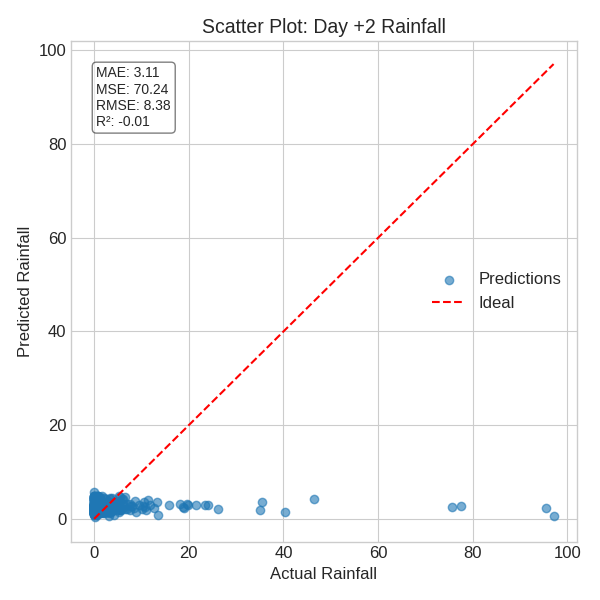 Scatter Plot: Day +2 Rainfall
100
MAE: 3.11
MSE: 70.24
RMSE: 8.38
R²: -0.01
80
60
Predictions
Ideal
40
20
0
Predicted Rainfall
0 20 40 60 80 100
Actual Rainfall